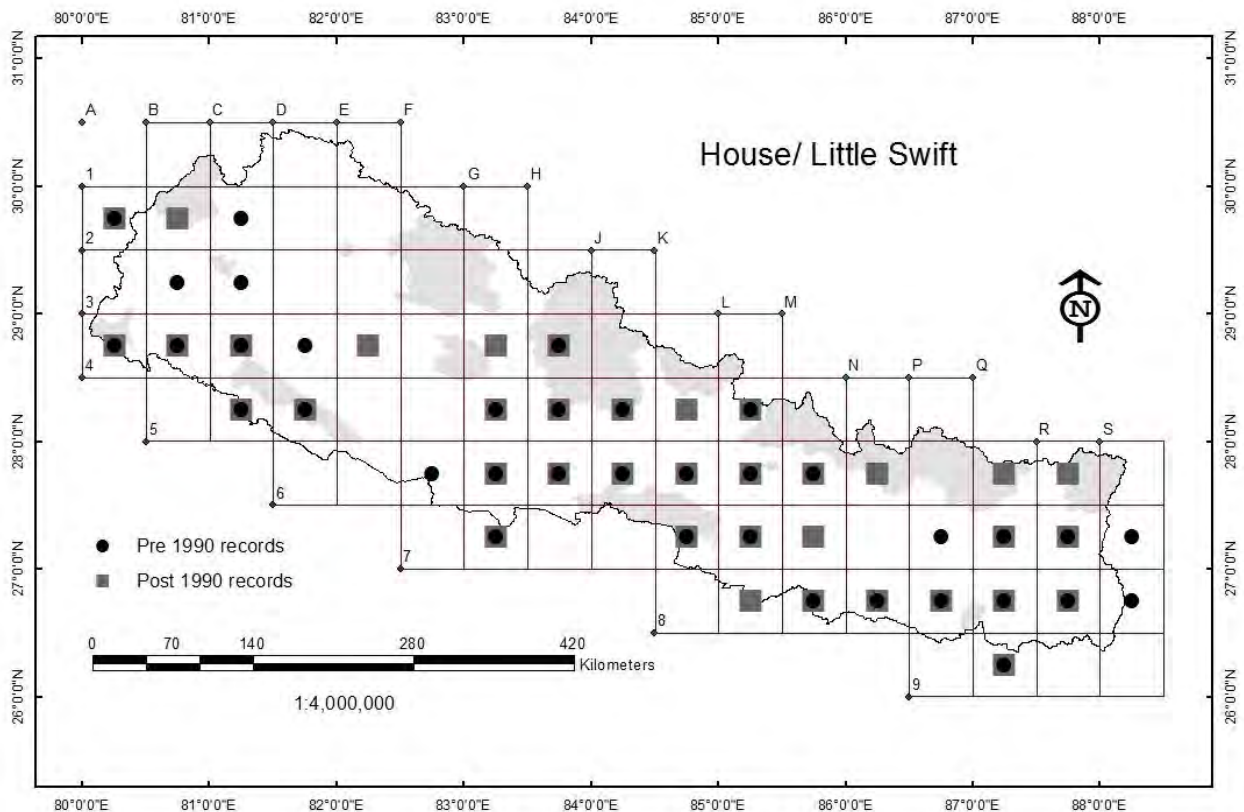 80°0'0"E 81°0'0"E 82°0'0"E 83°0'0"E 84°0'0"E 85°0'0"E 86°0'0"E 87°0'0"E 88°0'0"E
31°0'0"N 31°0'0"N
A B C D E F
House/ Little Swift
30°0'0"N 1 G H 30°0'0"N
2 J K
29°0'0"N 3 L M N 29°0'0"N
4 N P Q
28°0'0"N 5 R S 28°0'0"N
6
Pre 1990 records
27°0'0"N 7 27°0'0"N
Post 1990 records
8
0 70 140 280 420
Kilometers
26°0'0"N 9 26°0'0"N
1:4,000,000
80°0'0"E 81°0'0"E 82°0'0"E 83°0'0"E 84°0'0"E 85°0'0"E 86°0'0"E 87°0'0"E 88°0'0"E